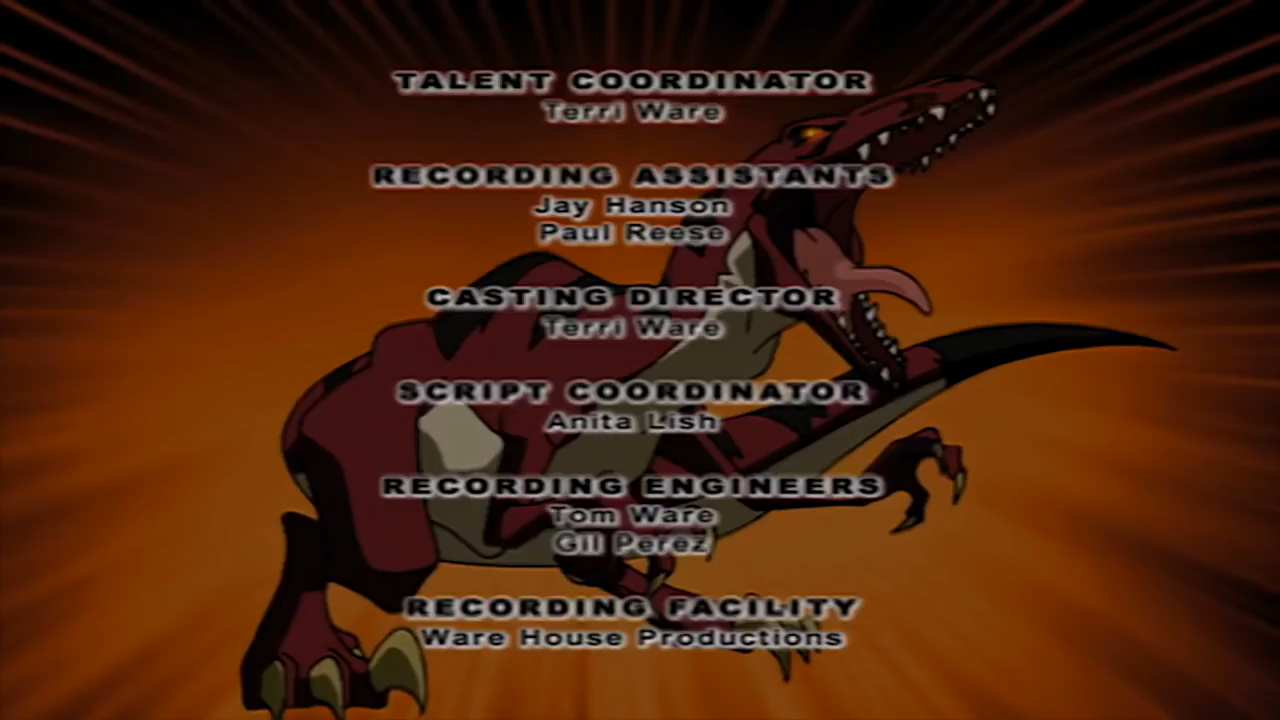 TALENT COORDINATOR
Terri Ware
RECORDING ASSISTANTS
Jay Hanson
Paul Reese
CASTING DIRECTOR
Terri Ware
SCRIPT COORDINATOR
Anita Lish
RECORDING ENGINEERS
Tom Ware
Gil Perez
RECORDING FACILITY
Ware House Productions